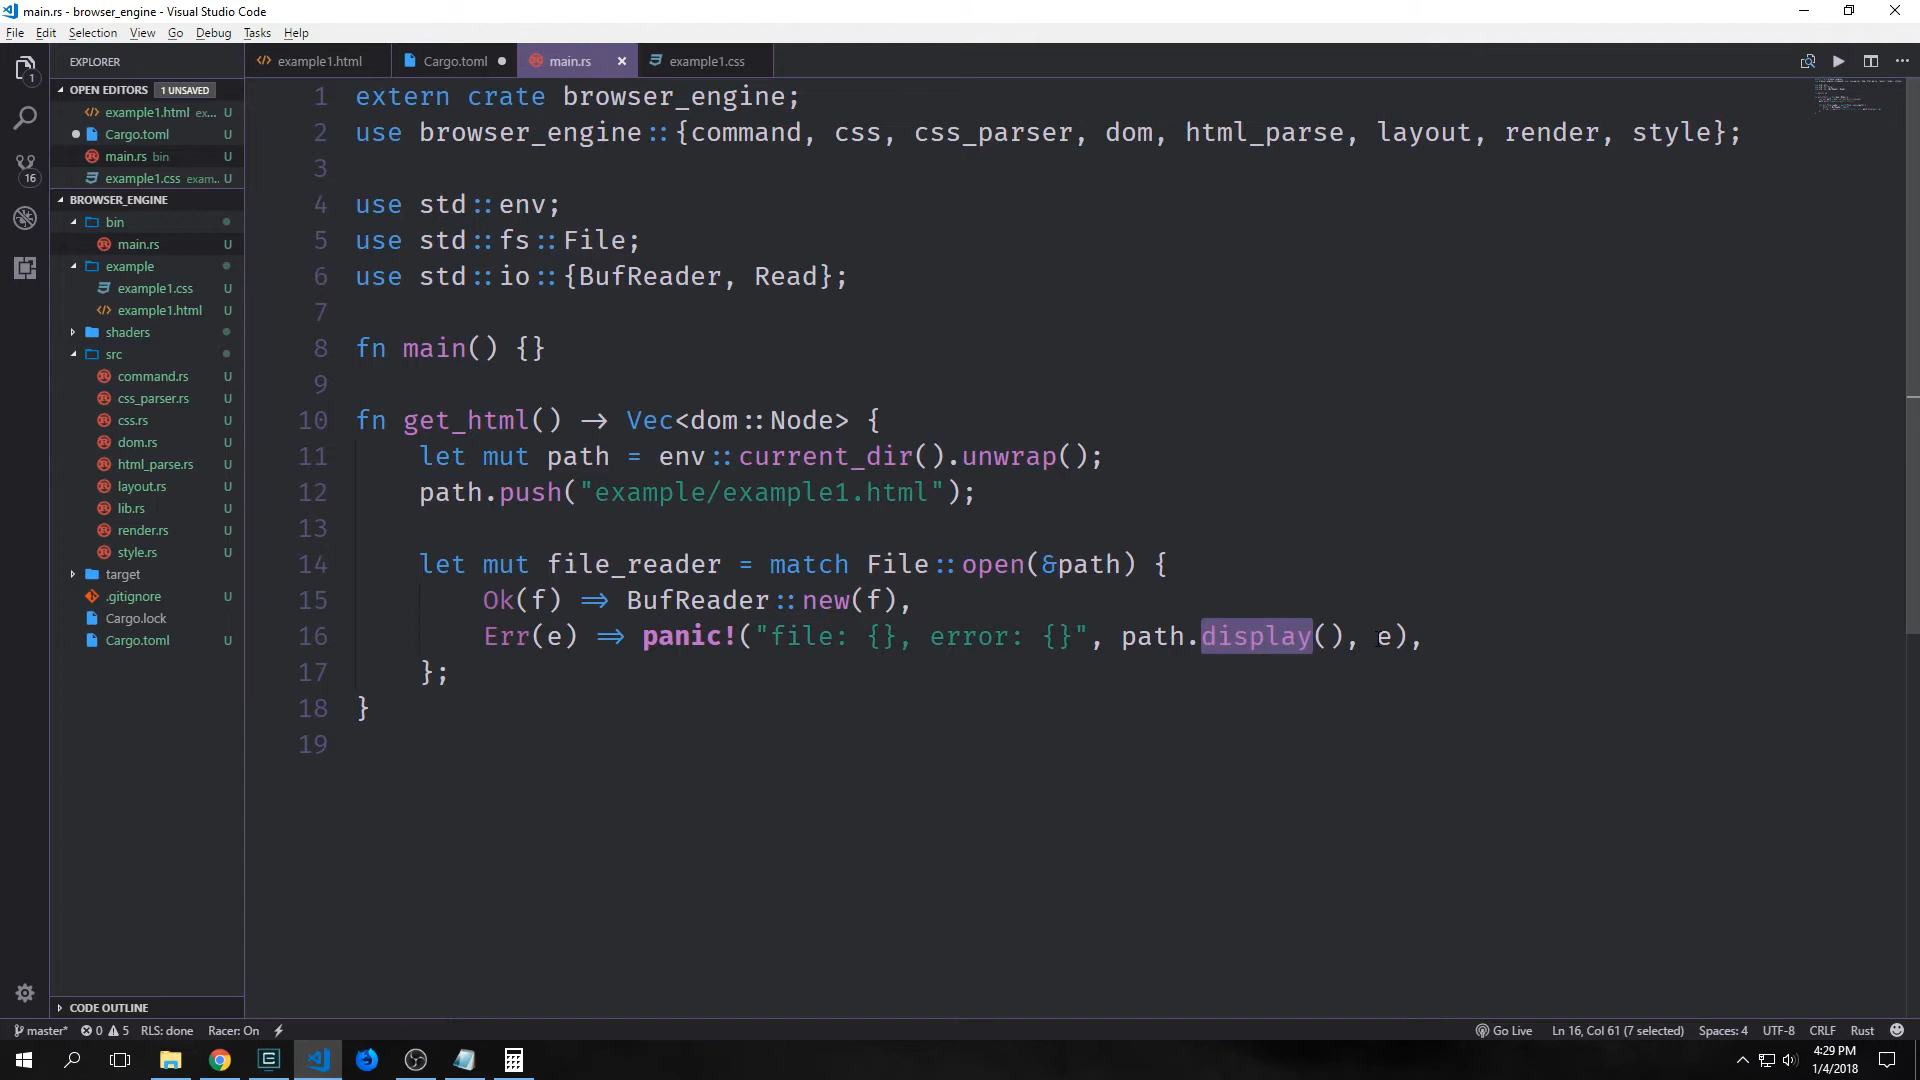 main.rs - browser_engine - Visual Studio Code
File Edit Selection View Go Debug Tasks Help
EXPLORER
OPEN EDITORS 1 UNSAVED
example1.html ex... U
Cargo.toml U
main.rs bin U
example1.css exam... U
BROWSER_ENGINE
bin
main.rs U
example
example1.css U
example1.html U
shaders
src
command.rs U
css_parser.rs U
css.rs U
dom.rs U
html_parse.rs U
layout.rs U
lib.rs U
render.rs U
style.rs U
target
.gitignore U
Cargo.lock
Cargo.toml U
CODE OUTLINE
1
16
example1.html Cargo.toml main.rs example1.css
1 extern crate browser_engine;
2 use browser_engine::{command, css, css_parser, dom, html_parse, layout, render, style};
3
4 use std::env;
5 use std::fs::File;
6 use std::io::{BufReader, Read};
7
8 fn main() {}
9
10 fn get_html() -> Vec<dom::Node> {
11 let mut path = env::current_dir().unwrap();
12 path.push("example/example1.html");
13
14 let mut file_reader = match File::open(&path) {
15 Ok(f) => BufReader::new(f),
16 Err(e) => panic!("file: {}, error: {}", path.display(), e),
17 };
18 }
19
master* 0 5 RLS: done Racer: On Go Live Ln 16, Col 61 (7 selected) Spaces: 4 UTF-8 CRLF Rust
4:29 PM
1/4/2018